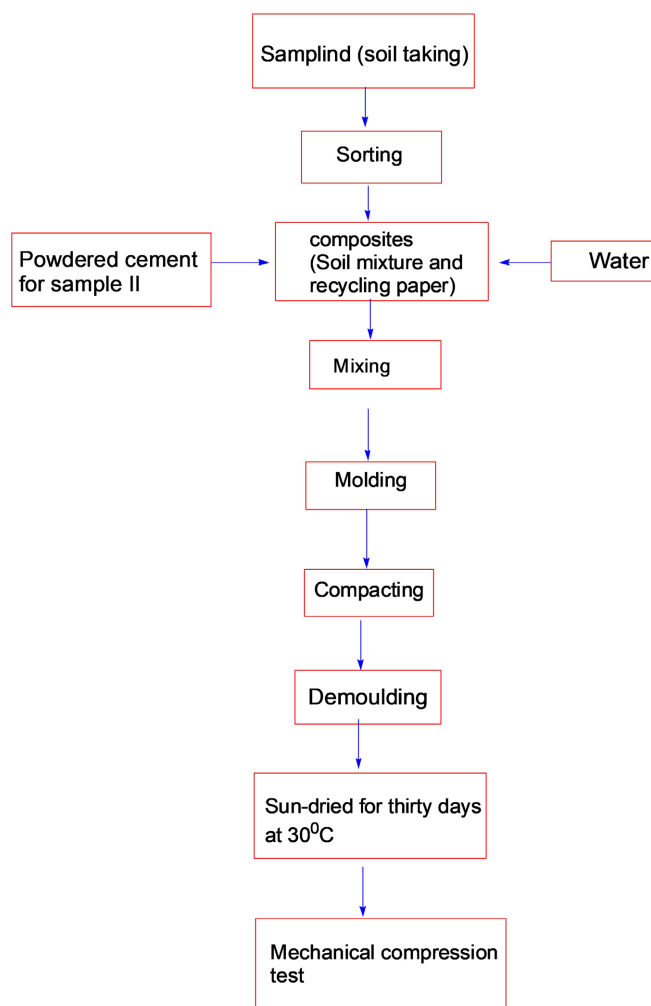 Samplind (soil taking)
Sorting
composites
(Soil mixture and
recycling paper)
Powdered cement
for sample II
Water
Mixing
Molding
Compacting
Demoulding
Sun-dried for thirty days
at 30⁰C
Mechanical compression
test